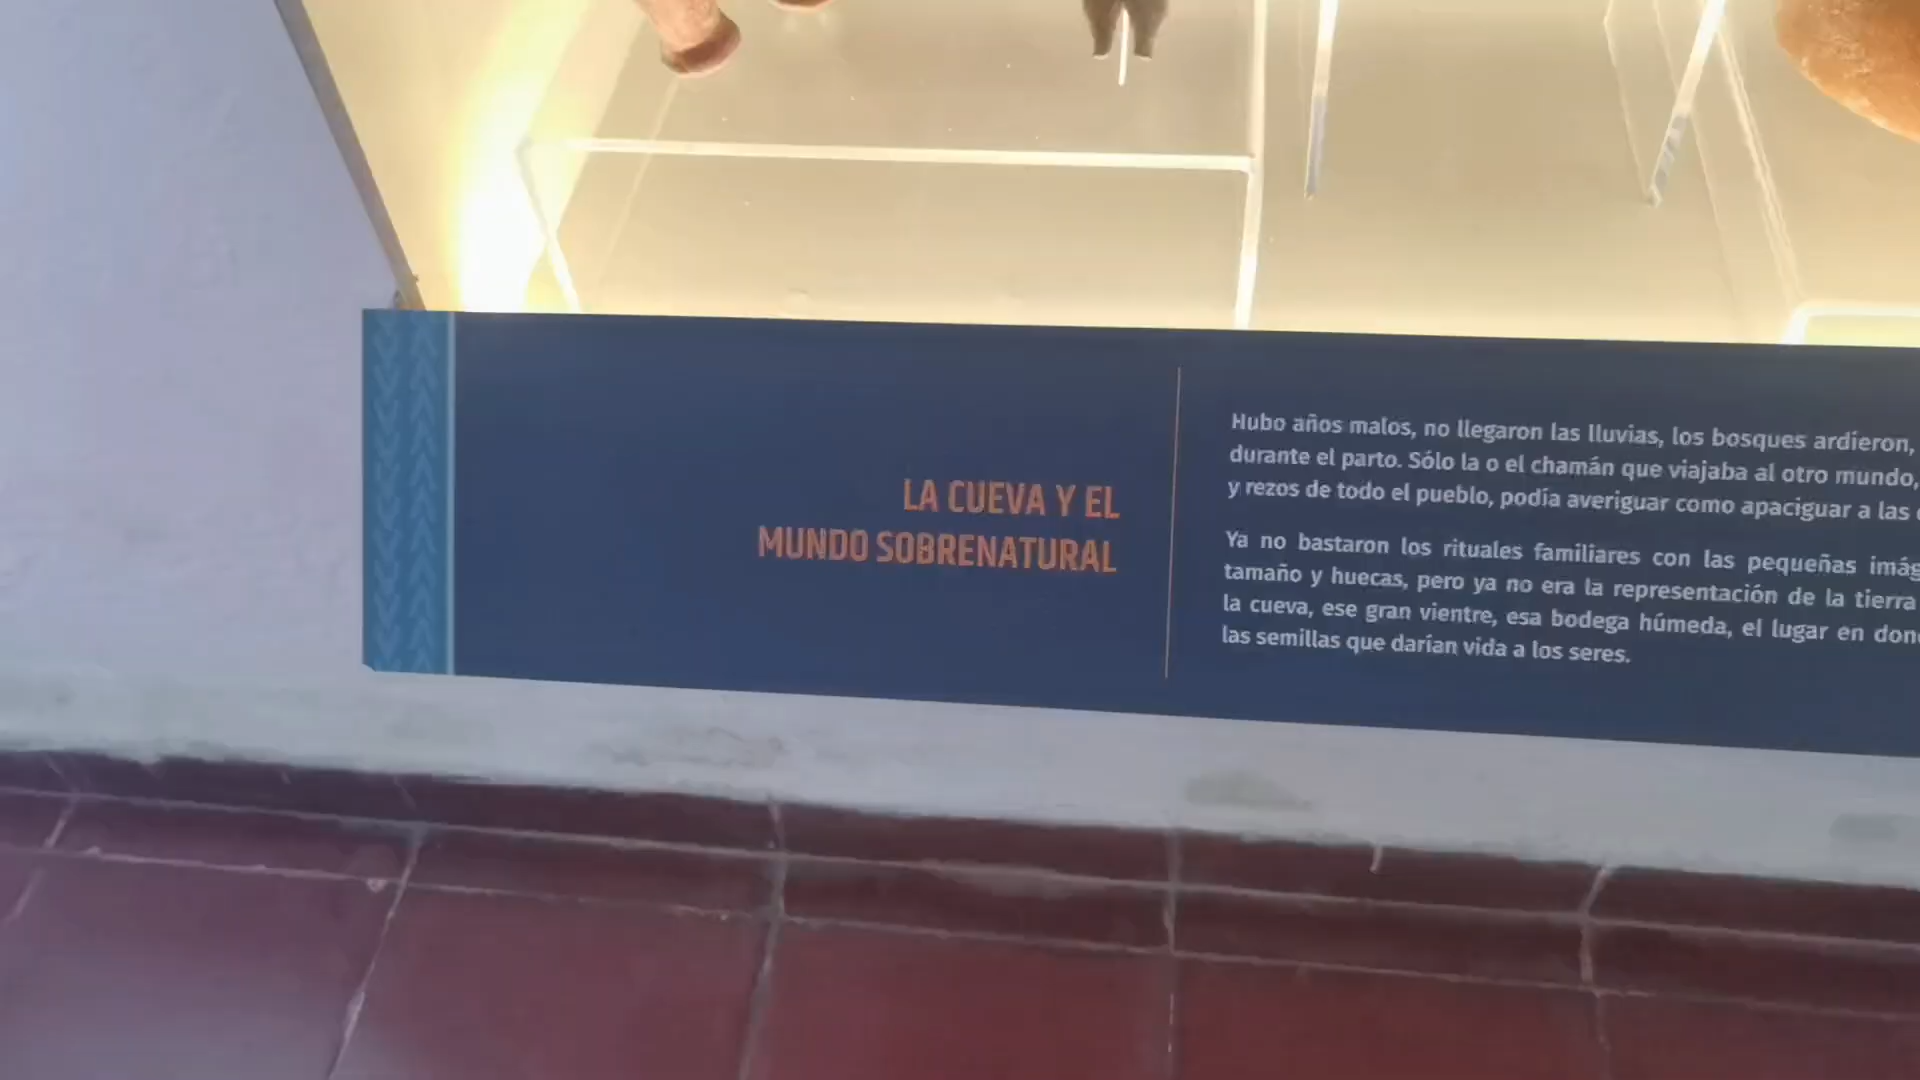 LA CUEVA Y EL
MUNDO SOBRENATURAL
Hubo años malos, no llegaron las lluvias, los bosques ardieron,
durante el parto. Sólo la o el chamán que viajaba al otro mundo,
y rezos de todo el pueblo, podía averiguar como apaciguar a las
Ya no bastaron los rituales familiares con las pequeñas
tamaño y huecas, pero ya no era la representación de la tierra
la cueva, ese gran vientre, esa bodega húmeda, el lugar en
las semillas que darían vida a los seres.